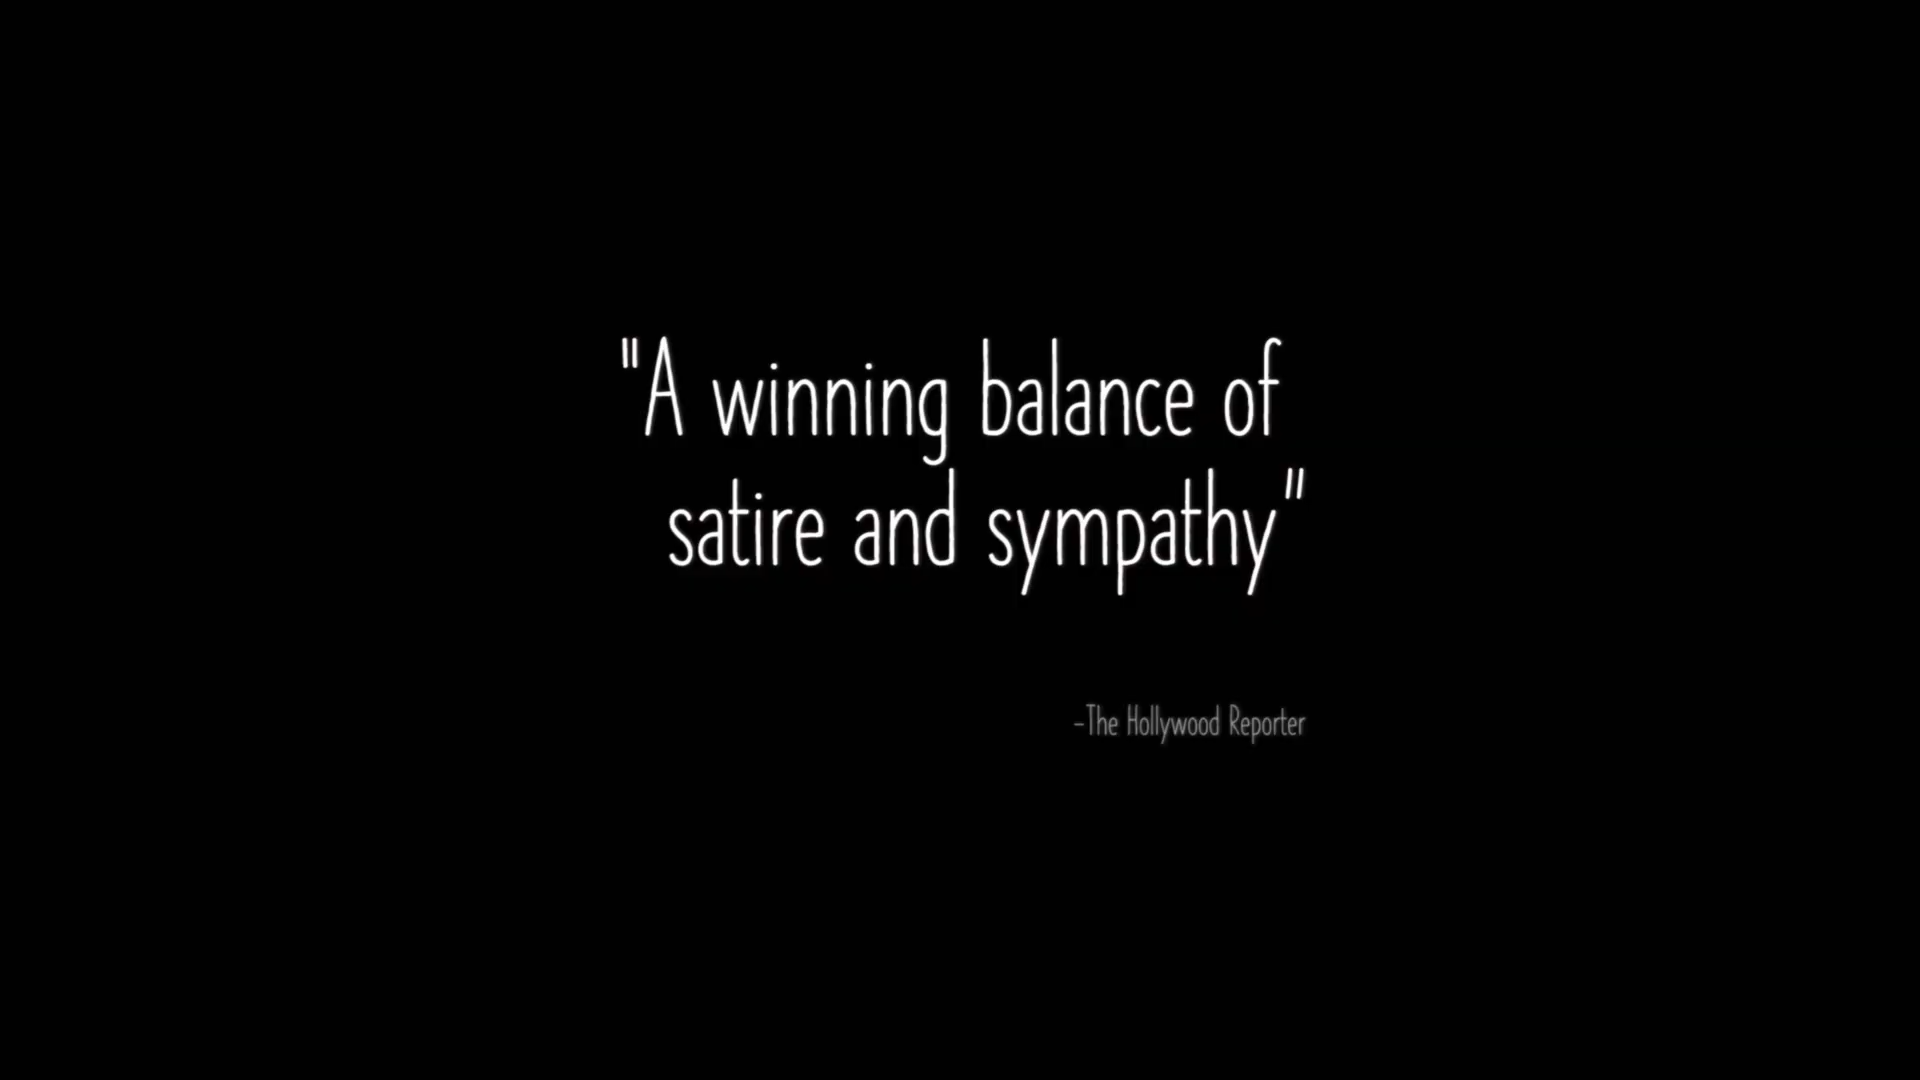 "A winning balance of
satire and sympathy"
-The Hollywood Reporter